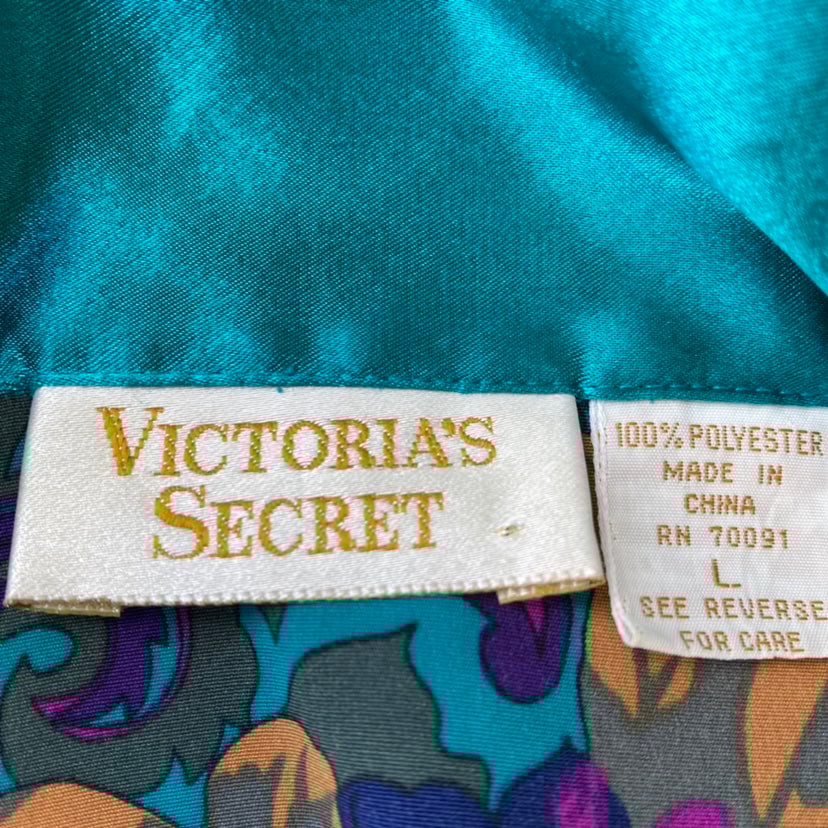 VICTORIA'S
SECRET
100% POLYESTER
MADE IN
CHINA
RN 70091
L
SEE REVERSE
FOR CARE